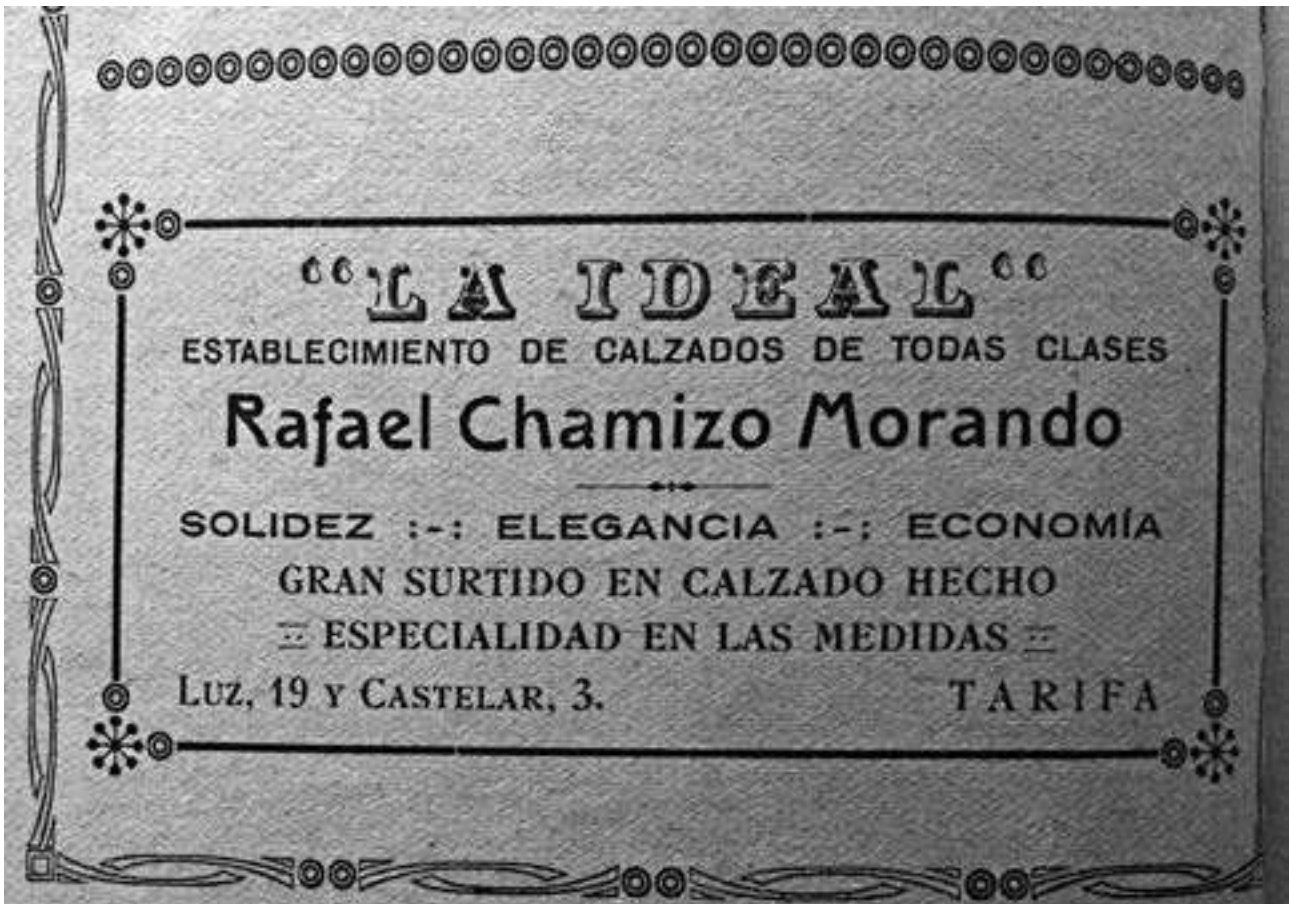 “LA IDEAL“
ESTABLECIMIENTO DE CALZADOS DE TODAS CLASES
Rafael Chamizo Morando
SOLIDEZ :-: ELEGANCIA :-: ECONOMÍA
GRAN SURTIDO EN CALZADO HECHO
ESPECIALIDAD EN LAS MEDIDAS
LUZ, 19 Y CASTELAR, 3. TARIFA